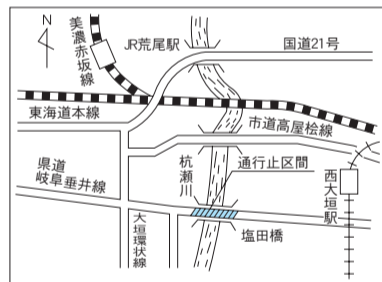 N
美濃赤坂線
JR荒尾駅
国道21号
東海道本線
市道高屋桧線
県道
岐阜垂井線
杭瀬川
通行止区間
西大垣駅
大垣環状線
塩田橋